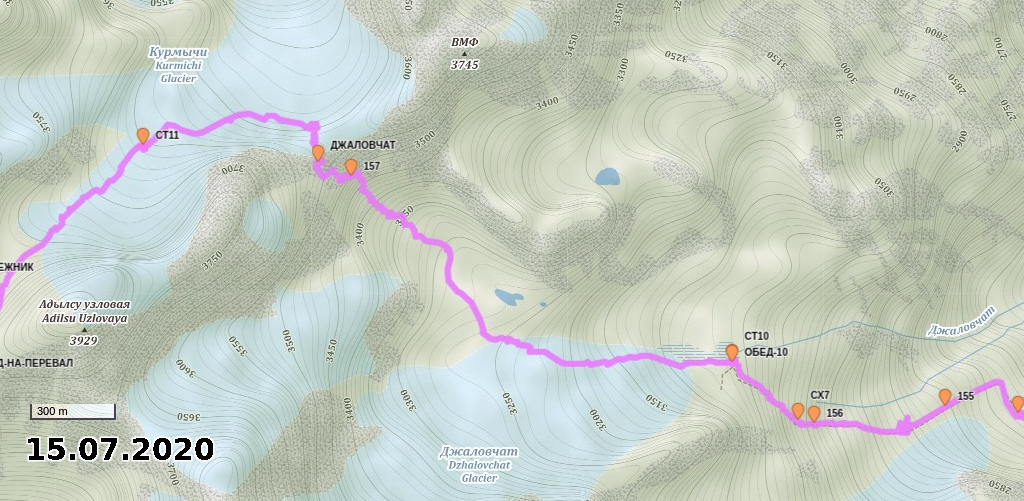 ВМФ
3745
Курмычи
Kurmichi
Glacier
3600
3450
3350
3300
3250
3150
3000
2950
2800
2700
2850
2750
3400
3100
2900
3750
СТ11
3500
ДЖАЛОВЧАТ
157
3700
3050
3400
3750
ЕЖНИК
Адылсу узловая
Adilsu Uzlovaya
3929
Д-НА-ПЕРЕВАЛ
3550
3500
3450
Джаловчат
СТ10
ОБЕД-10
3600
3300
3250
3200
3150
СХ7
156
155
300 m
3650
3400
15.07.2020
Джаловчат
Dzhalovchat
Glacier
3700
2850